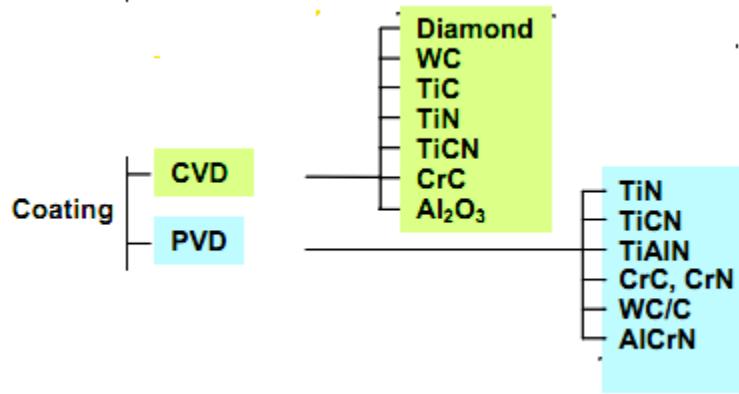 Coating
CVD
PVD
Diamond
WC
TiC
TiN
TiCN
CrC
Al₂O₃
TiN
TiCN
TiAlN
CrC, CrN
WC/C
AlCrN